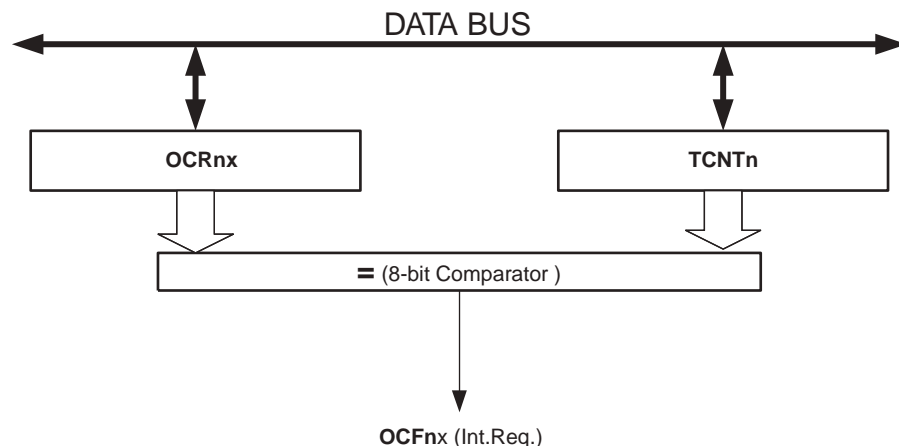 DATA BUS
OCRnx
TCNTn
= (8-bit Comparator )
OCFnx (Int.Req.)